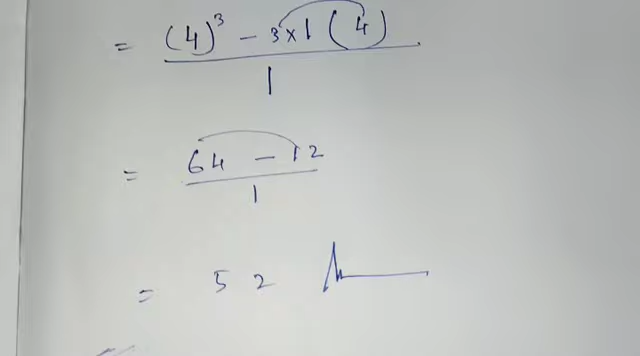 = (4)³ - 3×1 (4)
1
= 64 - 12
1
= 52